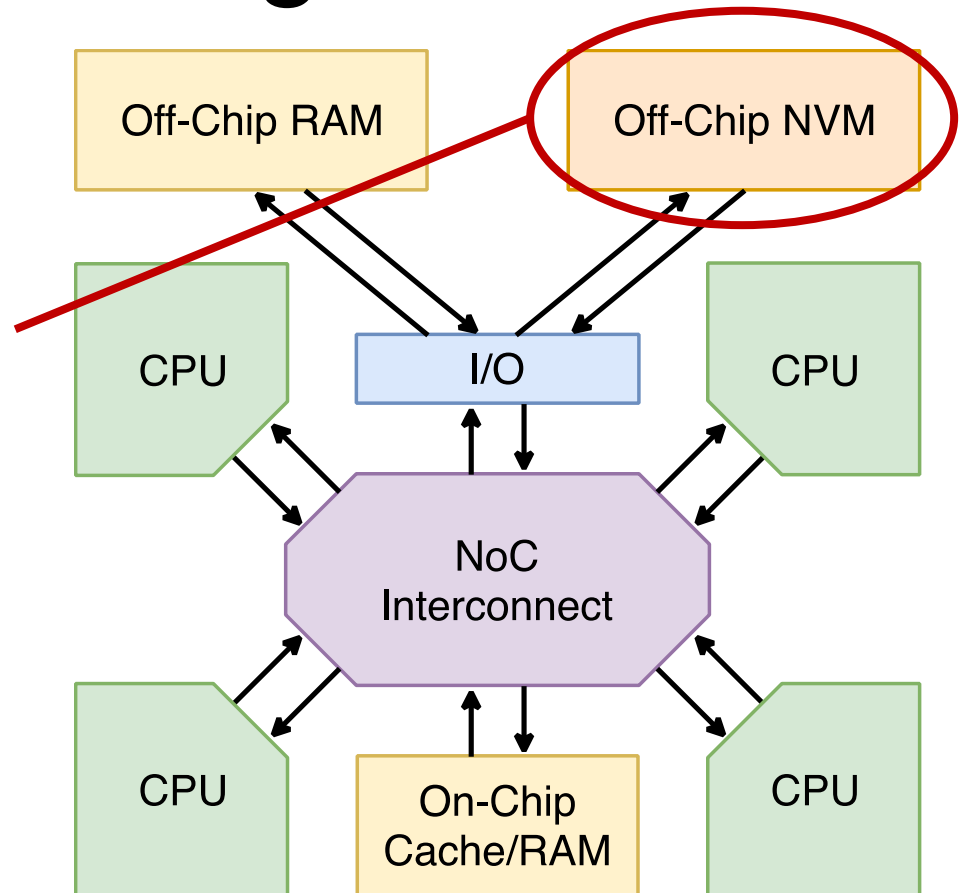 Off-Chip RAM
Off-Chip NVM
CPU
I/O
CPU
NoC
Interconnect
CPU
On-Chip
Cache/RAM
CPU